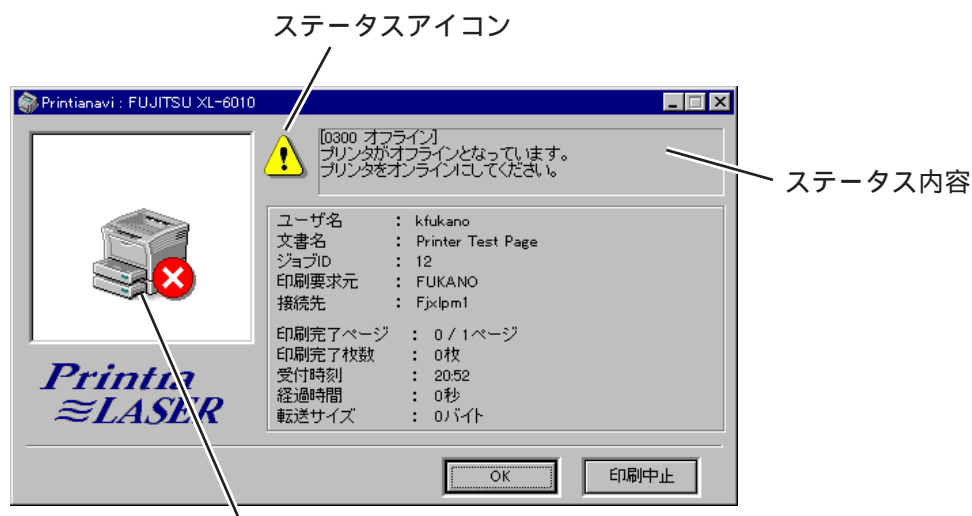 ステータスアイコン
Printianavi : FUJITSU XL-6010
[0300 オフライン]
プリンタがオフラインとなっています。
プリンタをオンラインにしてください。
ステータス内容
ユーザ名 : kfukano
文書名 : Printer Test Page
ジョブID : 12
印刷要求元 : FUKANO
接続先 : Fjxlpm1
印刷完了ページ : 0 / 1ページ
印刷完了枚数 : 0枚
受付時刻 : 20:52
経過時間 : 0秒
転送サイズ : 0バイト
Printia
LASER
OK
印刷中止